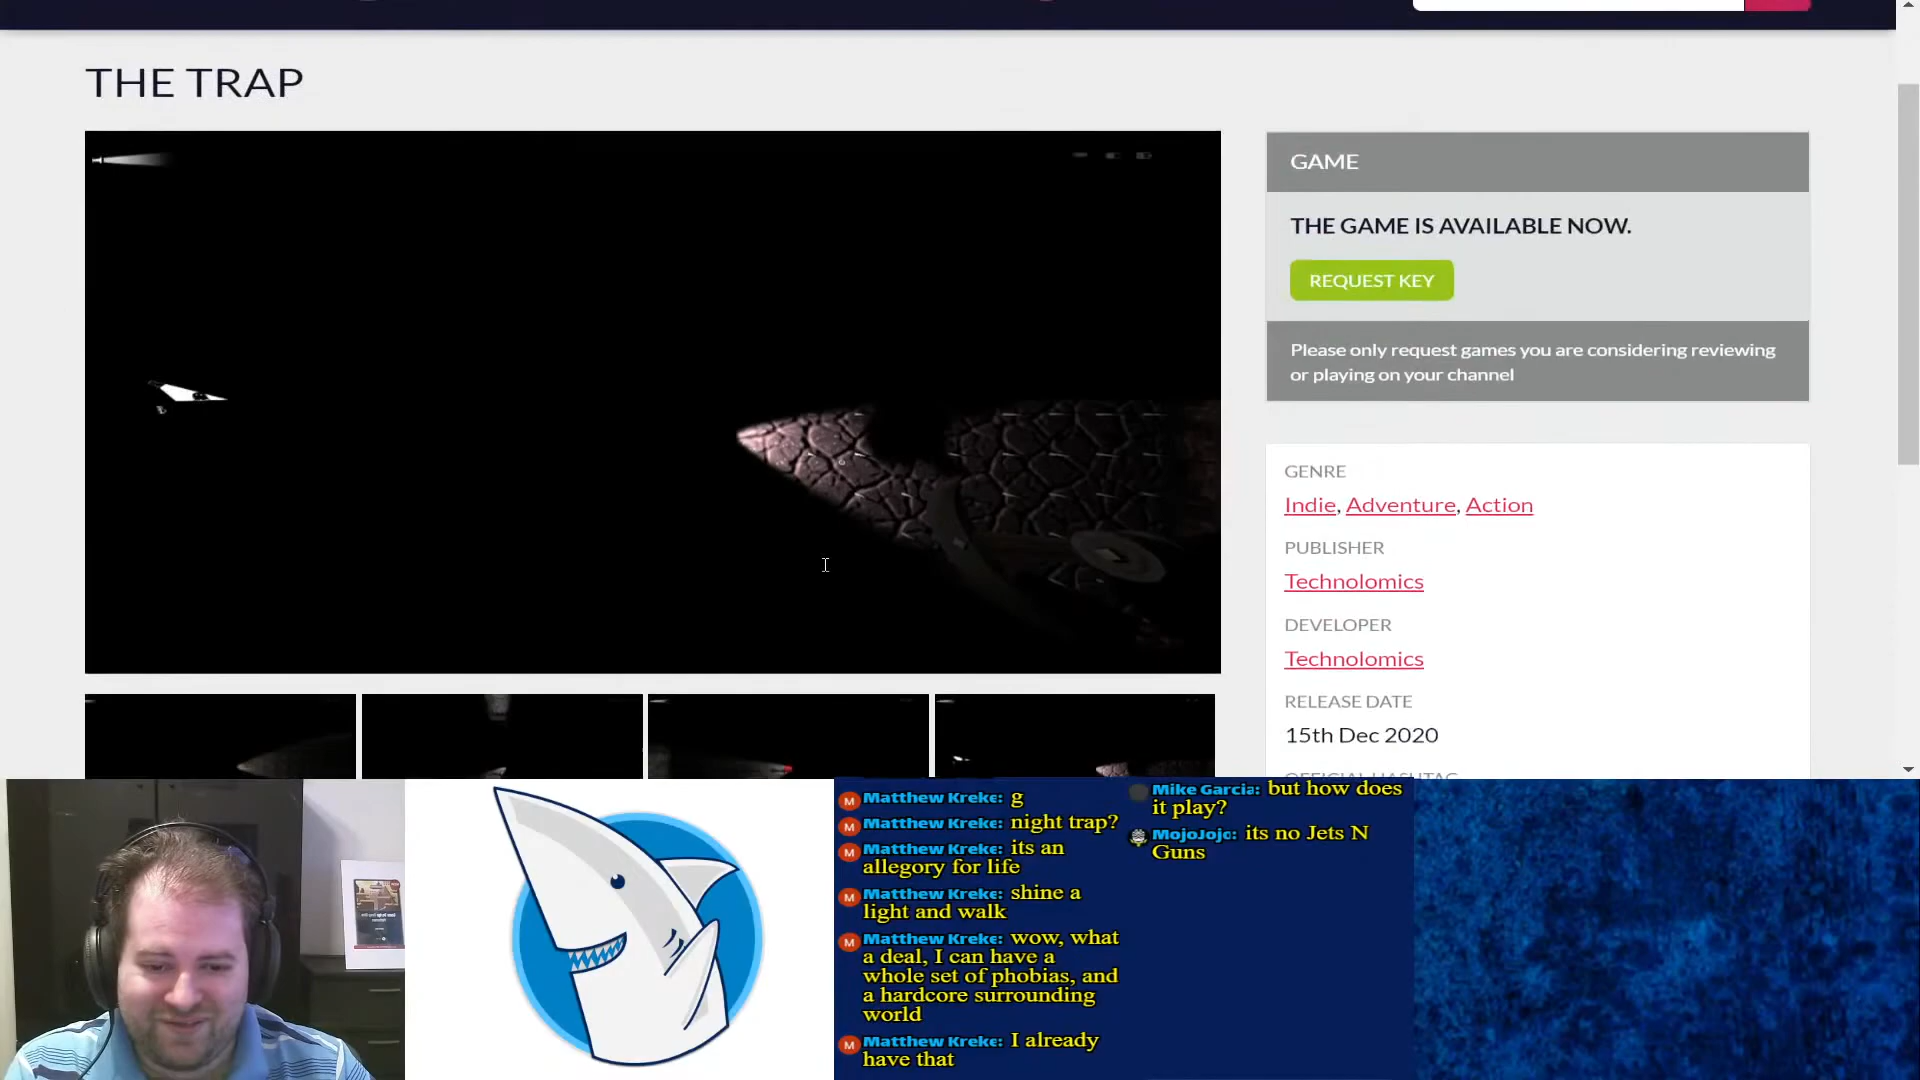 THE TRAP
GAME
THE GAME IS AVAILABLE NOW.
REQUEST KEY
Please only request games you are considering reviewing
or playing on your channel
GENRE
Indie, Adventure, Action
PUBLISHER
Technolomics
DEVELOPER
Technolomics
RELEASE DATE
15th Dec 2020
OFFICIAL HASHTAG
M Matthew Kreke: g
M Matthew Kreke: night trap?
M Matthew Kreke: its an
allegory for life
M Matthew Kreke: shine a
light and walk
M Matthew Kreke: wow, what
a deal, I can have a
whole set of phobias, and
a hardcore surrounding
world
M Matthew Kreke: I already
have that
Mike Garcia: but how does
it play?
MojoJojo: its no Jets N
Guns